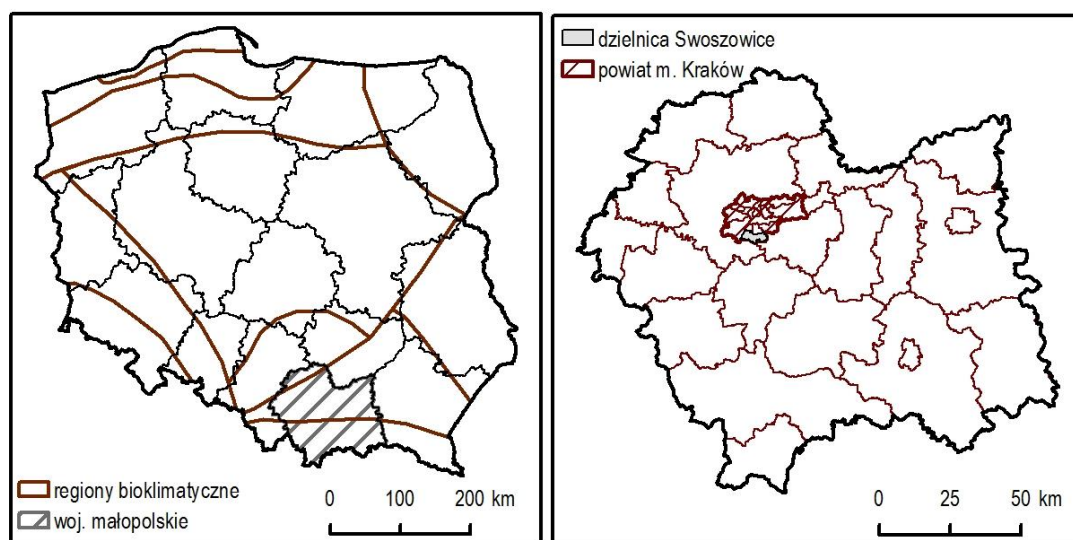 regiony bioklimatyczne
woj. małopolskie
0 100 200 km
dzielnica Swoszowice
powiat m. Kraków
0 25 50 km